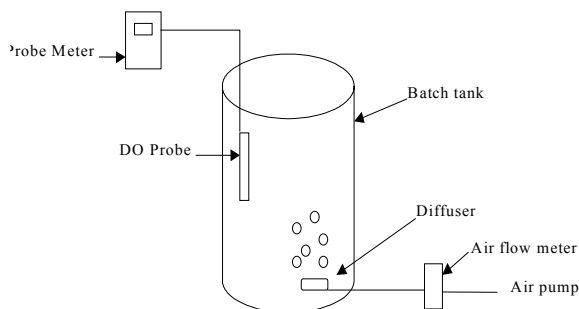 Probe Meter
Batch tank
DO Probe
Diffuser
Air flow meter
Air pump